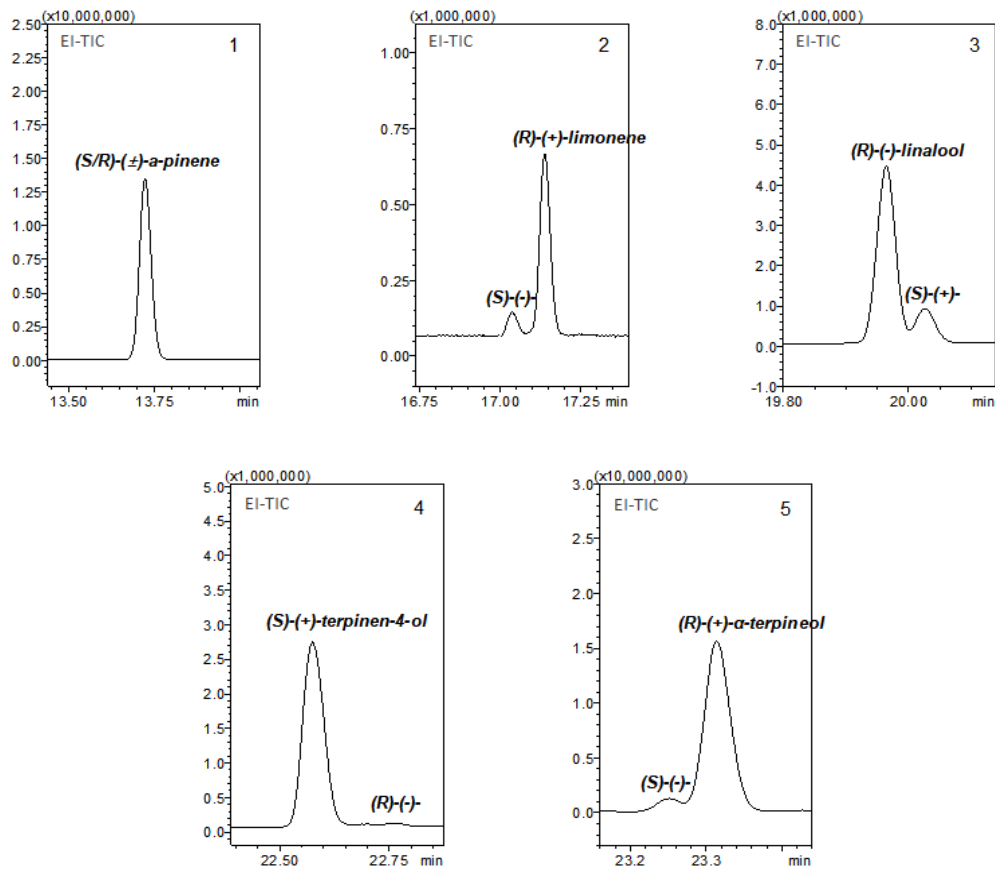 (x10,000,000)
2.50
EI-TIC
1
2.25
2.00
1.75
1.50
(S/R)-(±)-a-pinene
1.25
1.00
0.75
0.50
0.25
0.00
13.50 13.75 min
(x1,000,000)
EI-TIC
2
1.00
0.75
(R)-(+)-limonene
0.50
0.25
(S)-(-)-
0.00
16.75 17.00 17.25 min
(x1,000,000)
8.0
EI-TIC
3
7.0
6.0
5.0
(R)-(-)-linalool
4.0
3.0
2.0
(S)-(+)-
1.0
0.0
-1.0
19.80 20.00 min
(x1,000,000)
5.0
EI-TIC
4
4.5
4.0
3.5
3.0
(S)-(+)-terpinen-4-ol
2.5
2.0
1.5
1.0
0.5
(R)-(-)-
0.0
22.50 22.75 min
(x10,000,000)
3.0
EI-TIC
5
2.5
2.0
(R)-(+)-α-terpineol
1.5
1.0
0.5
(S)-(-)-
0.0
23.2 23.3 min